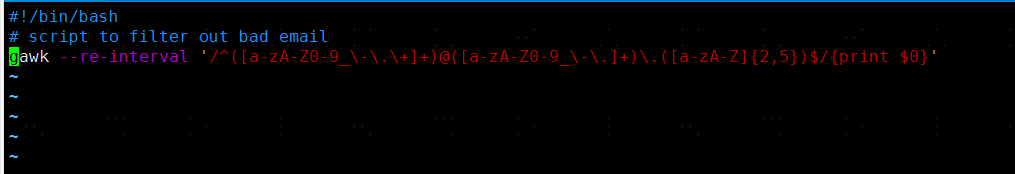 #!/bin/bash
# script to filter out bad email
gawk --re-interval '/^([a-zA-Z0-9_\-\.\+]+)@([a-zA-Z0-9_\-\.]+)\.([a-zA-Z]{2,5})$/{print $0}'
~
~
~
~
~